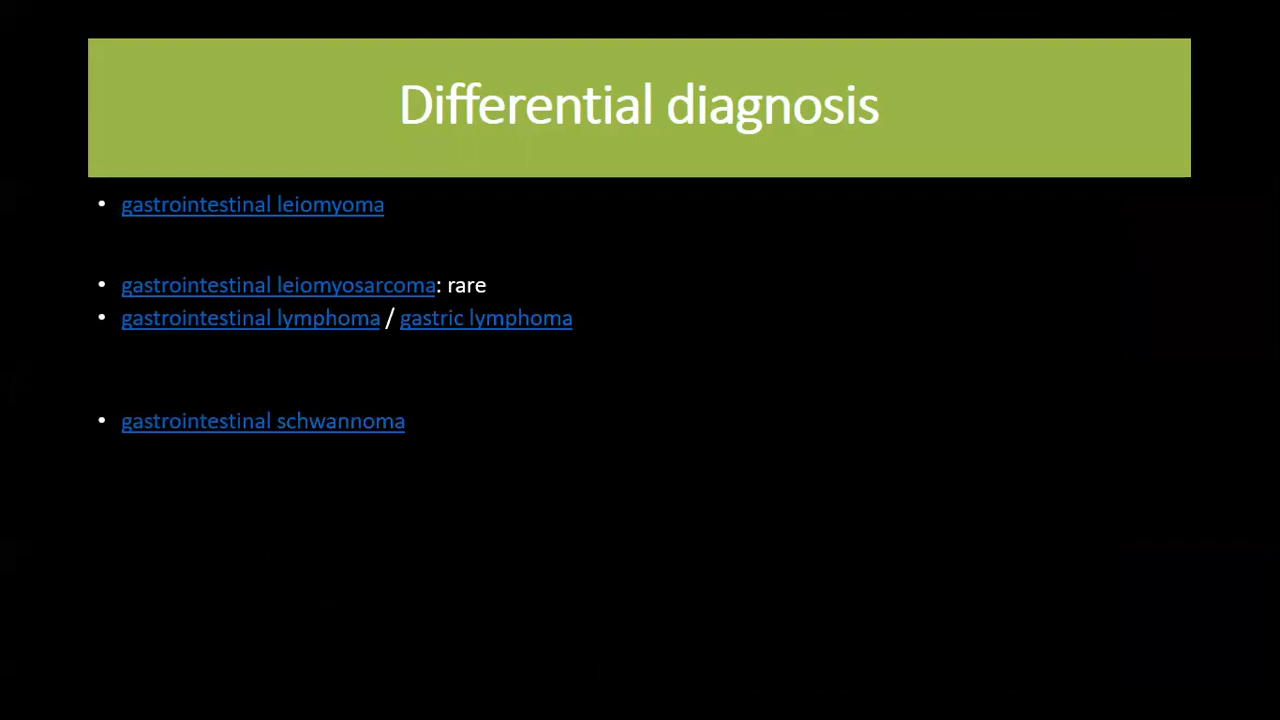 Differential diagnosis
• gastrointestinal leiomyoma
• gastrointestinal leiomyosarcoma: rare
• gastrointestinal lymphoma / gastric lymphoma
• gastrointestinal schwannoma